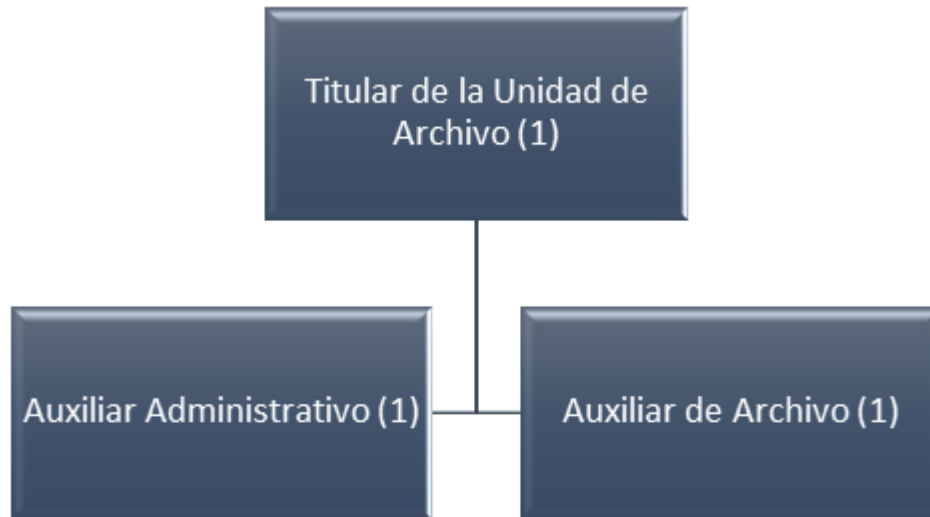 Titular de la Unidad de
Archivo (1)
Auxiliar Administrativo (1)
Auxiliar de Archivo (1)